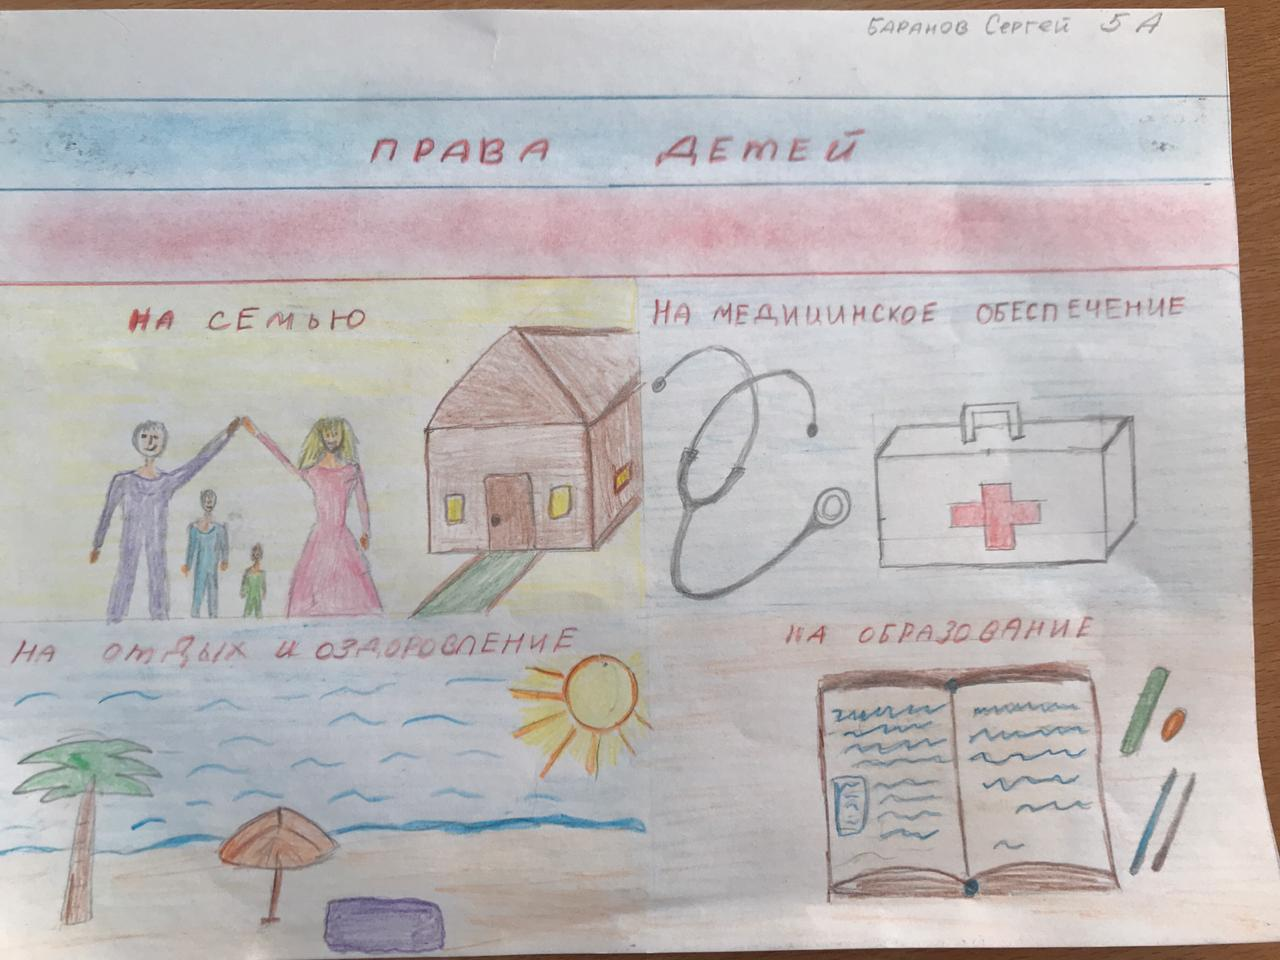 Баранов Сергей 5 А
ПРАВА ДЕТЕЙ
НА СЕМЬЮ
НА МЕДИЦИНСКОЕ ОБЕСПЕЧЕНИЕ
НА ОТДЫХ И ОЗДОРОВЛЕНИЕ
НА ОБРАЗОВАНИЕ